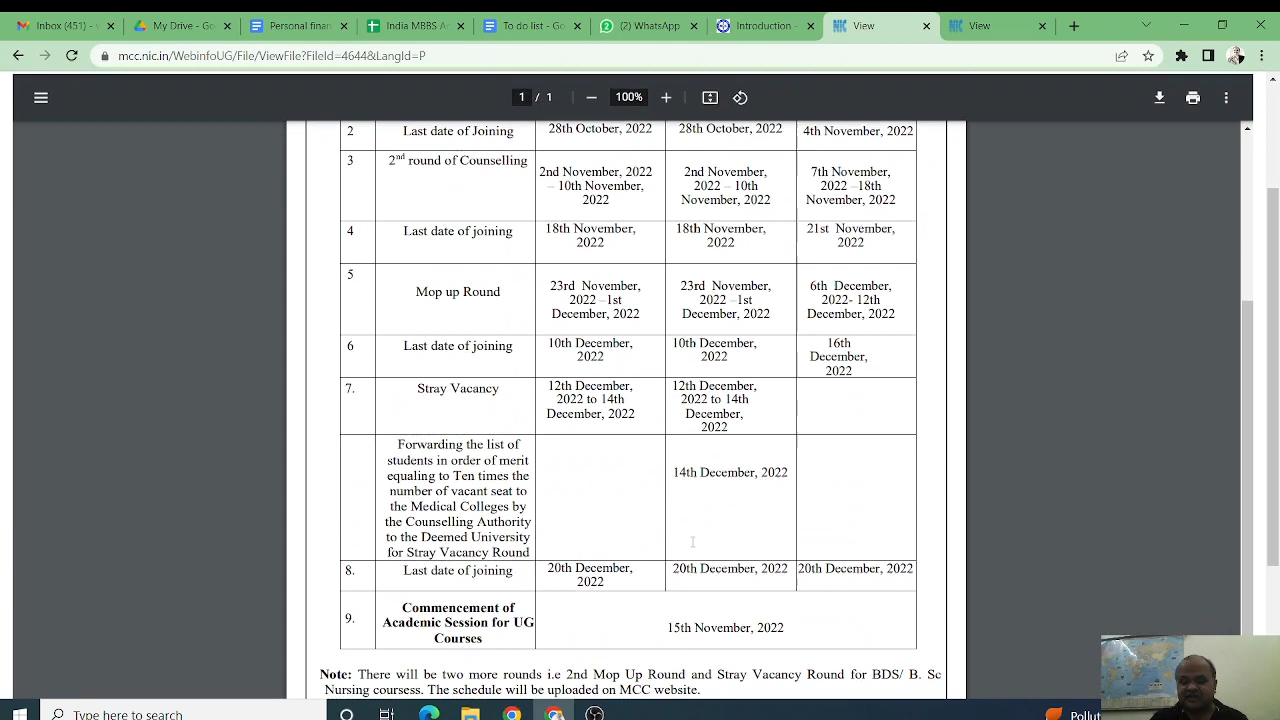 Inbox (451) - v
My Drive - Go
Personal finan
India MBBS As
To do list - Go
(2) WhatsApp
Introduction -
NIC View
NIC View
mcc.nic.in/WebinfoUG/File/ViewFile?FileId=4644&LangId=P
1 / 1
100%
2 Last date of Joining 28th October, 2022 28th October, 2022 4th November, 2022
3 2nd round of Counselling
2nd November, 2022 2nd November, 7th November,
– 10th November, 2022 – 10th 2022 –18th
2022 November, 2022 November, 2022
4 Last date of joining 18th November, 18th November, 21st November,
2022 2022 2022
5
Mop up Round 23rd November, 23rd November, 6th December,
2022 –1st 2022 –1st 2022- 12th
December, 2022 December, 2022 December, 2022
6 Last date of joining 10th December, 10th December, 16th
2022 2022 December,
2022
7. Stray Vacancy 12th December, 12th December,
2022 to 14th 2022 to 14th
December, 2022 December,
2022
Forwarding the list of
students in order of merit
equaling to Ten times the 14th December, 2022
number of vacant seat to
the Medical Colleges by
the Counselling Authority
to the Deemed University
for Stray Vacancy Round
8. Last date of joining 20th December, 20th December, 2022 20th December, 2022
2022
9. Commencement of
Academic Session for UG 15th November, 2022
Courses
Note: There will be two more rounds i.e 2nd Mop Up Round and Stray Vacancy Round for BDS/ B. Sc
Nursing coursess. The schedule will be uploaded on MCC website.
Type here to search
Pollut